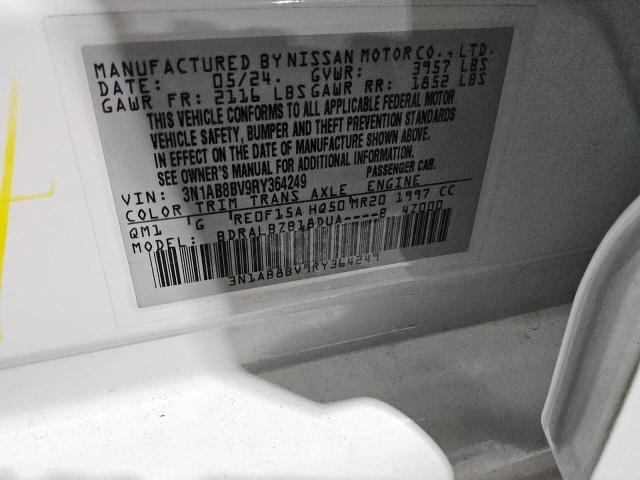 MANUFACTURED BY NISSAN MOTOR CO., LTD.
DATE: 05/24. GVWR: 3957 LBS
GAWR FR: 2116 LBS GAWR RR: 1852 LBS
THIS VEHICLE CONFORMS TO ALL APPLICABLE FEDERAL MOTOR
VEHICLE SAFETY, BUMPER AND THEFT PREVENTION STANDARDS
IN EFFECT ON THE DATE OF MANUFACTURE SHOWN ABOVE.
SEE OWNER'S MANUAL FOR ADDITIONAL INFORMATION.
VIN: 3N1AB8BV9RY364249 PASSENGER CAR.
COLOR TRIM TRANS AXLE ENGINE
QM1 G RE0F15A HQ50 MR20 1997 CC
MODEL: BDRALBZB18DUA----B 47000
3N1AB8BV9RY364249